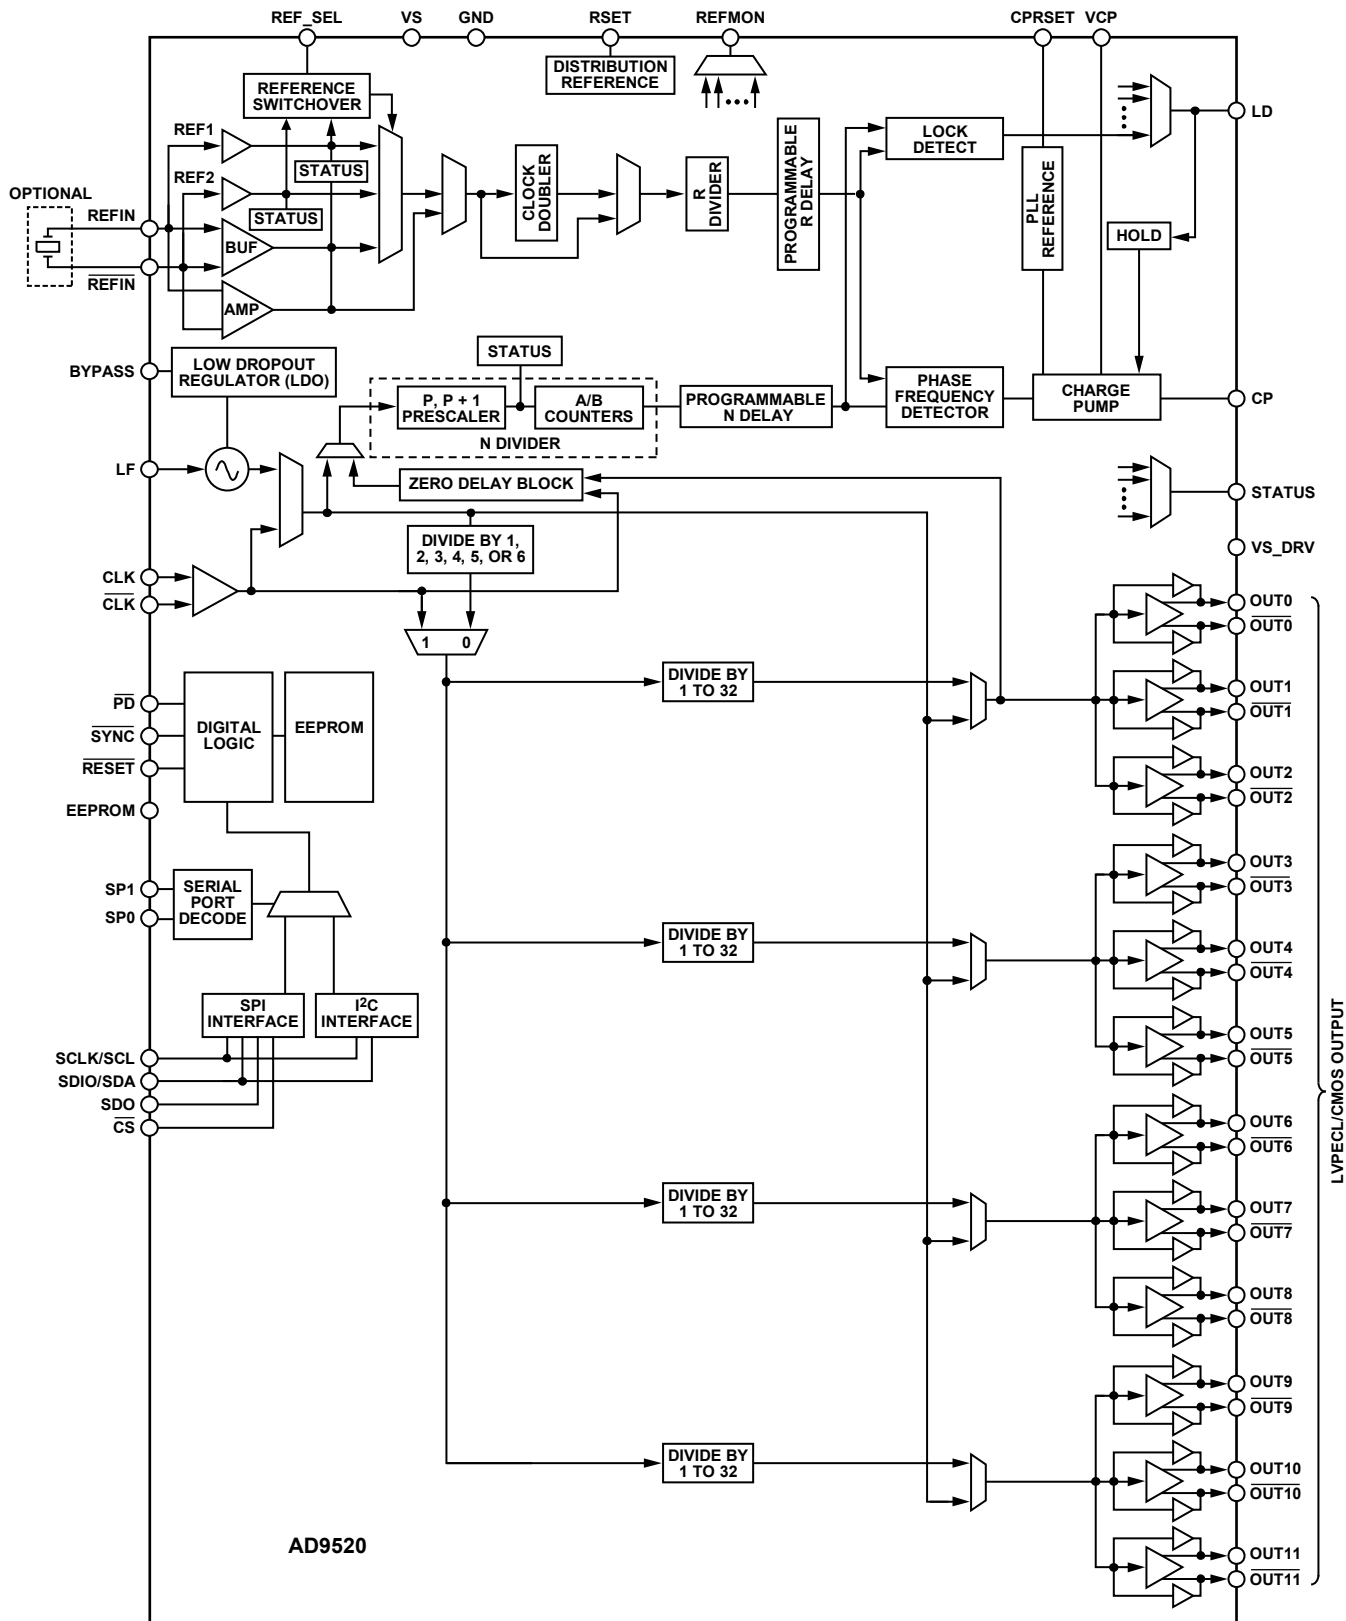 REF_SEL VS GND RSET REFMON CPRSET VCP
DISTRIBUTION
REFERENCE
REFERENCE
SWITCHOVER
REF1
REF2
STATUS
STATUS
OPTIONAL
REFIN
REFIN
BUF
AMP
CLOCK
DOUBLER
R
DIVIDER
PROGRAMMABLE
R DELAY
LOCK
DETECT
PLL
REFERENCE
LD
HOLD
BYPASS
LOW DROPOUT
REGULATOR (LDO)
STATUS
P, P + 1
PRESCALER
A/B
COUNTERS
N DIVIDER
PROGRAMMABLE
N DELAY
PHASE
FREQUENCY
DETECTOR
CHARGE
PUMP
CP
LF
ZERO DELAY BLOCK
STATUS
DIVIDE BY 1,
2, 3, 4, 5, OR 6
VS_DRV
CLK
CLK
1 0
OUT0
OUT0
DIVIDE BY
1 TO 32
OUT1
OUT1
OUT2
OUT2
PD
SYNC
RESET
DIGITAL
LOGIC
EEPROM
EEPROM
SP1
SP0
SERIAL
PORT
DECODE
OUT3
OUT3
DIVIDE BY
1 TO 32
OUT4
OUT4
OUT5
OUT5
SPI
INTERFACE
I2C
INTERFACE
SCLK/SCL
SDIO/SDA
SDO
CS
LVPECL/CMOS OUTPUT
OUT6
OUT6
DIVIDE BY
1 TO 32
OUT7
OUT7
OUT8
OUT8
OUT9
OUT9
DIVIDE BY
1 TO 32
OUT10
OUT10
OUT11
OUT11
AD9520